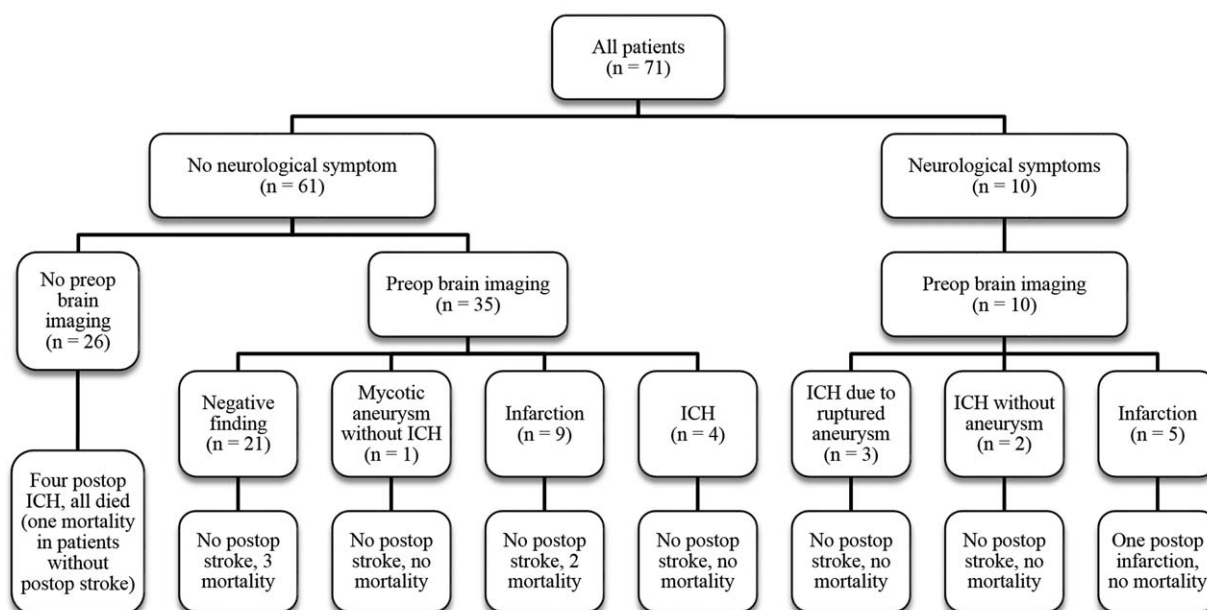 All patients
(n = 71)
No neurological symptom
(n = 61)
Neurological symptoms
(n = 10)
No preop
brain
imaging
(n = 26)
Preop brain imaging
(n = 35)
Preop brain imaging
(n = 10)
Negative
finding
(n = 21)
Mycotic
aneurysm
without ICH
(n = 1)
Infarction
(n = 9)
ICH
(n = 4)
ICH due to
ruptured
aneurysm
(n = 3)
ICH without
aneurysm
(n = 2)
Infarction
(n = 5)
Four postop
ICH, all died
(one mortality
in patients
without
postop stroke)
No postop
stroke, 3
mortality
No postop
stroke, no
mortality
No postop
stroke, 2
mortality
No postop
stroke, no
mortality
No postop
stroke, no
mortality
No postop
stroke, no
mortality
One postop
infarction,
no mortality